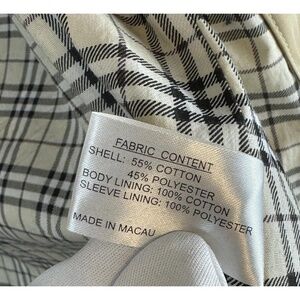 FABRIC CONTENT
SHELL: 55% COTTON
45% POLYESTER
BODY LINING: 100% COTTON
SLEEVE LINING: 100% POLYESTER
MADE IN MACAU